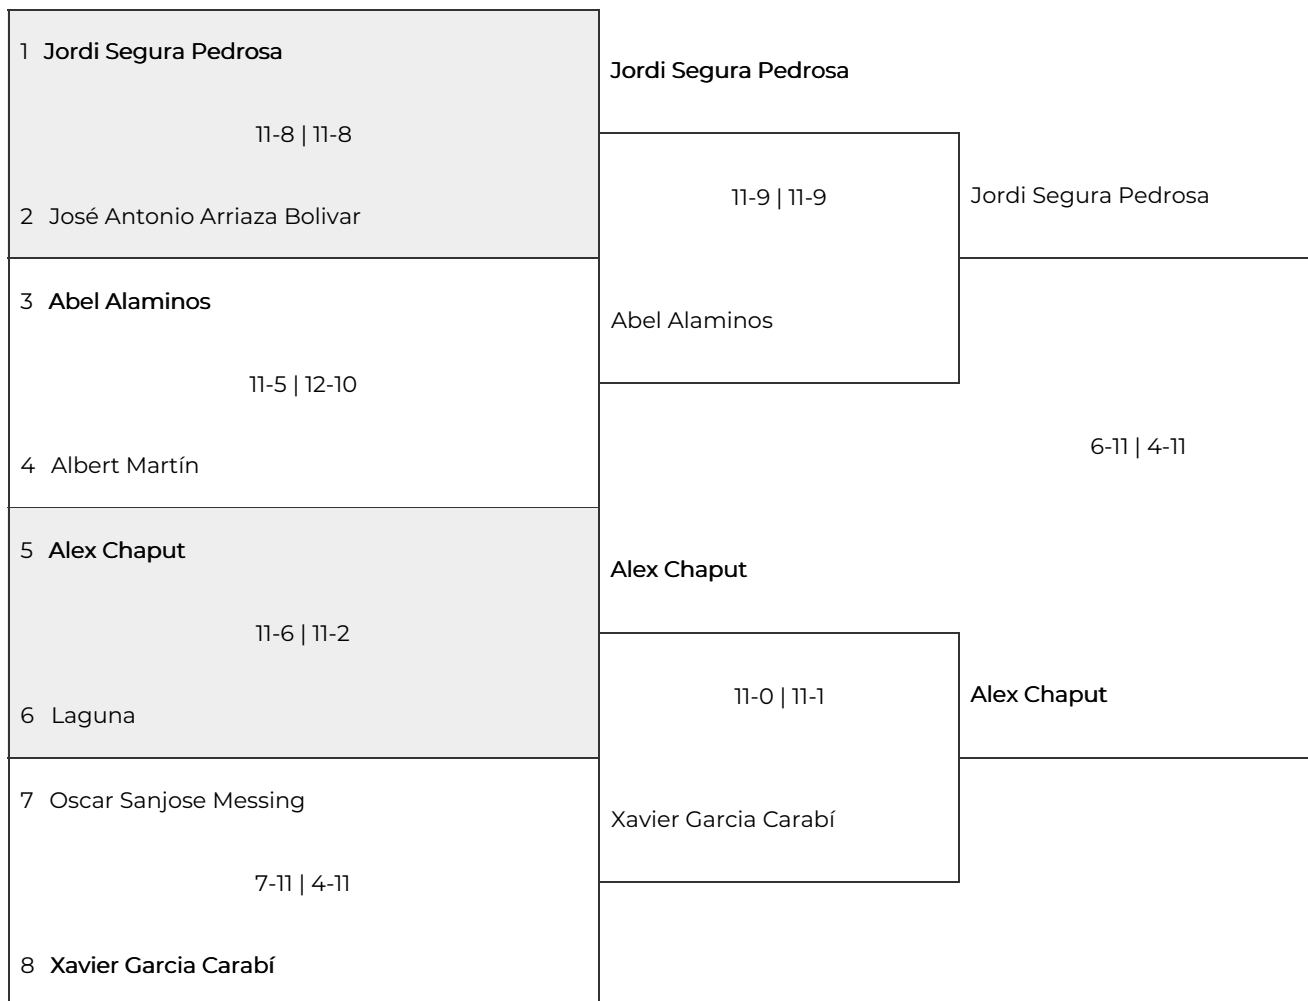 1 Jordi Segura Pedrosa
11-8 | 11-8
2 José Antonio Arriaza Bolivar
3 Abel Alaminos
11-5 | 12-10
4 Albert Martín
5 Alex Chaput
11-6 | 11-2
6 Laguna
7 Oscar Sanjose Messing
7-11 | 4-11
8 Xavier Garcia Carabí
Jordi Segura Pedrosa
11-9 | 11-9
Abel Alaminos
Alex Chaput
11-0 | 11-1
Xavier Garcia Carabí
Jordi Segura Pedrosa
6-11 | 4-11
Alex Chaput